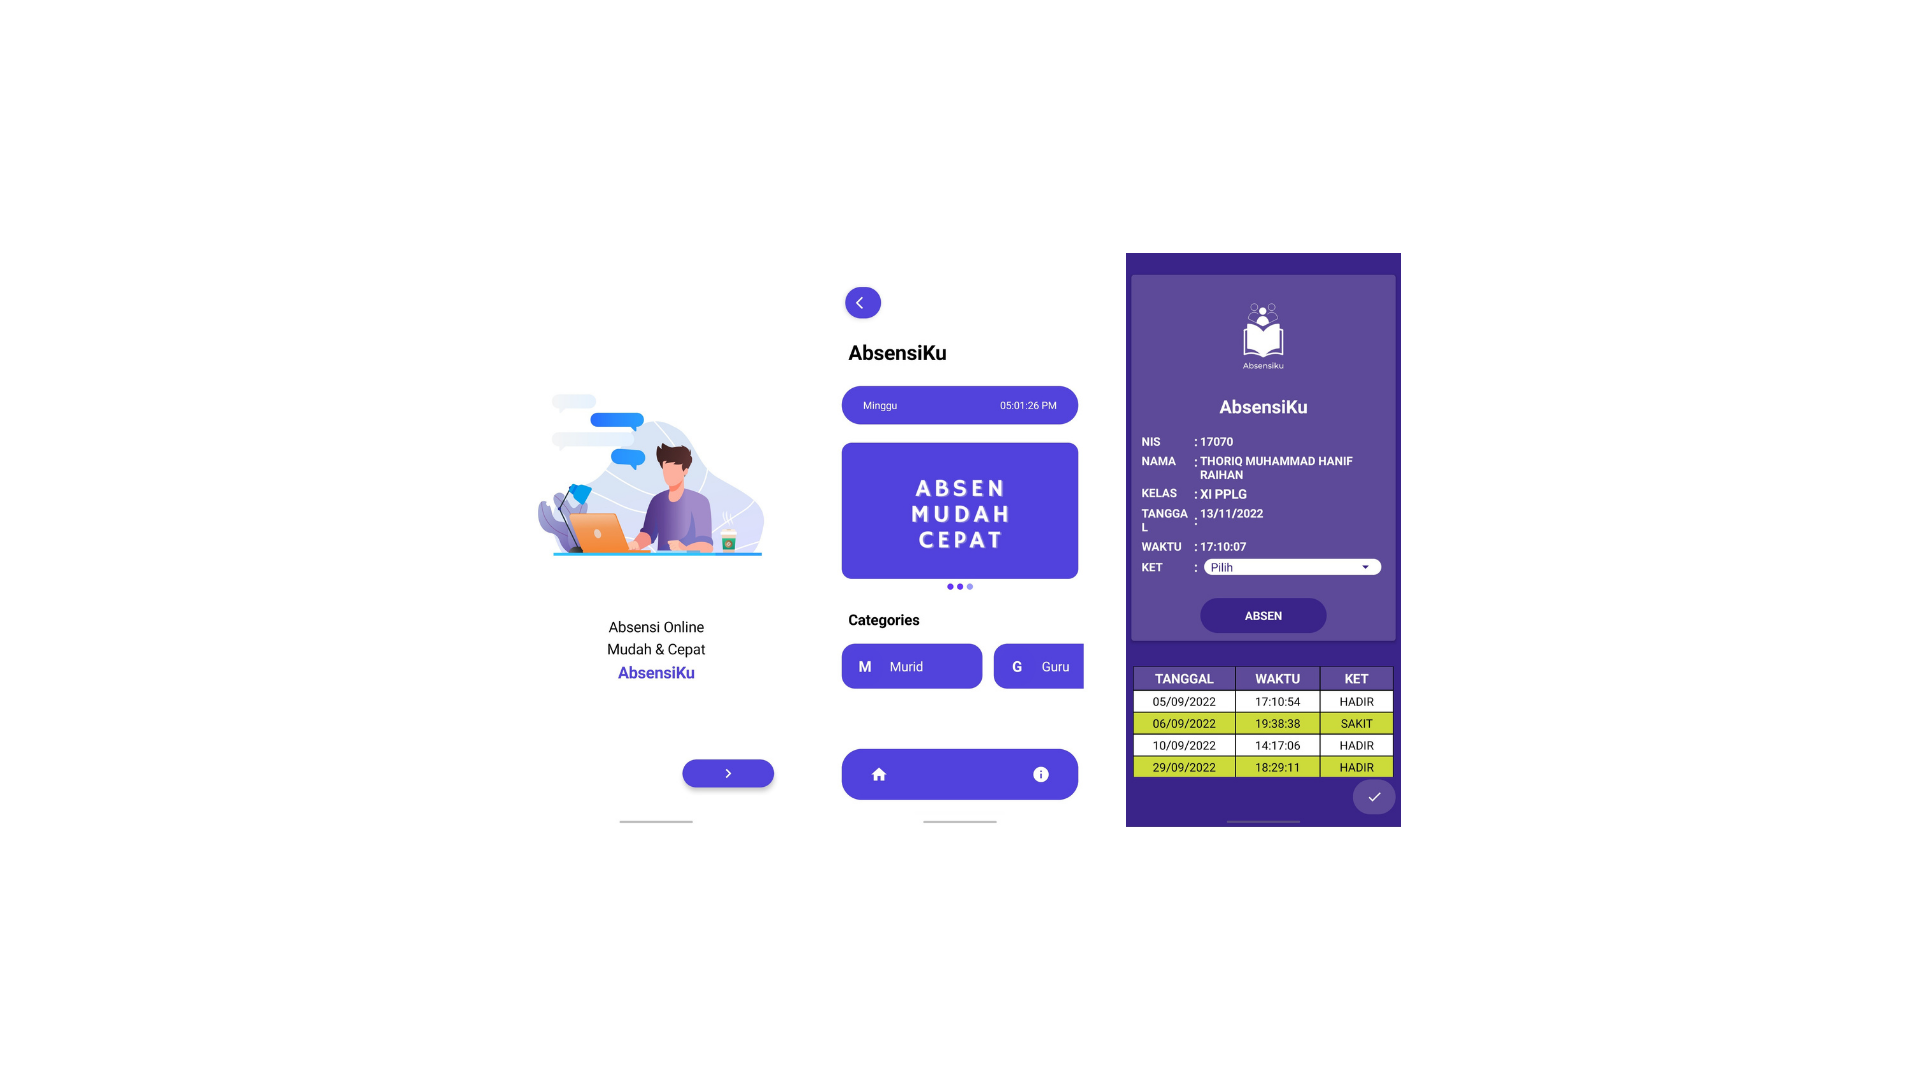 Absensi Online
Mudah & Cepat
AbsensiKu
AbsensiKu
Minggu 05:01:26 PM
ABSEN
MUDAH
CEPAT
Categories
M Murid G Guru
Absensiku
AbsensiKu
NIS : 17070
NAMA : THORIQ MUHAMMAD HANIF
RAIHAN
KELAS : XI PPLG
TANGGA : 13/11/2022
L
WAKTU : 17:10:07
KET : Pilih
ABSEN
TANGGAL WAKTU KET
05/09/2022 17:10:54 HADIR
06/09/2022 19:38:38 SAKIT
10/09/2022 14:17:06 HADIR
29/09/2022 18:29:11 HADIR